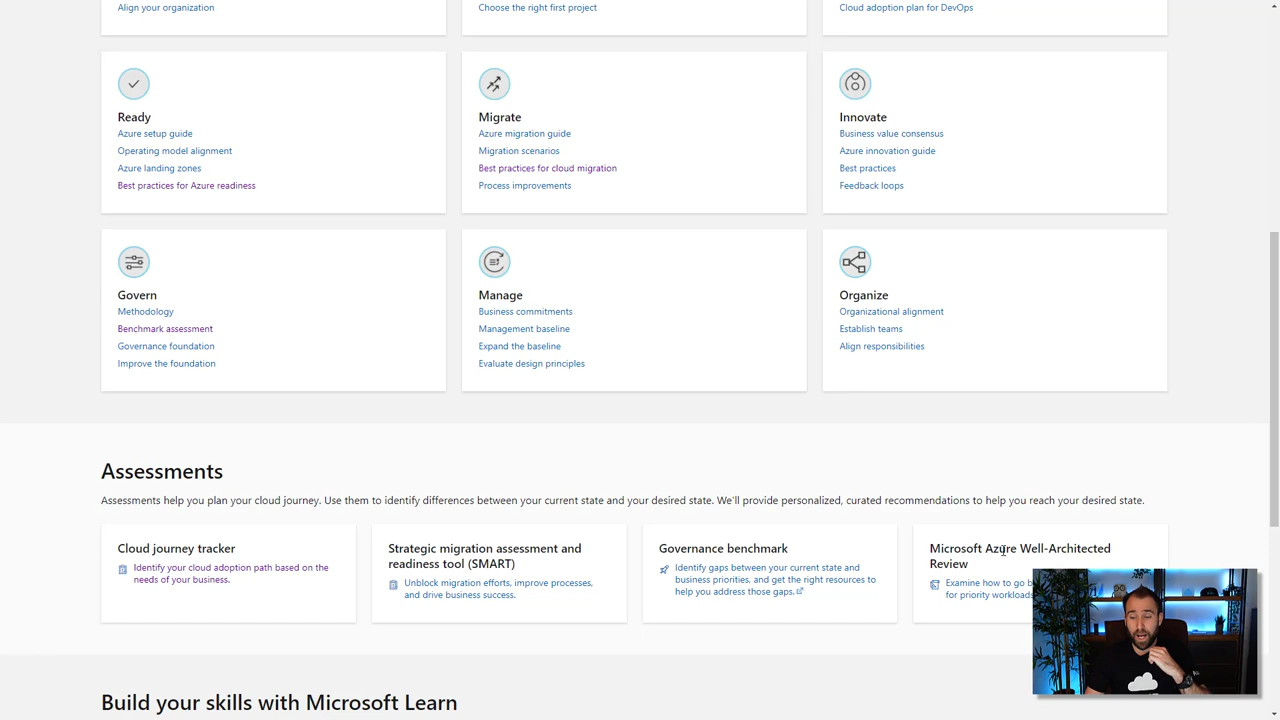 Align your organization
Choose the right first project
Cloud adoption plan for DevOps
Ready
Azure setup guide
Operating model alignment
Azure landing zones
Best practices for Azure readiness
Migrate
Azure migration guide
Migration scenarios
Best practices for cloud migration
Process improvements
Innovate
Business value consensus
Azure innovation guide
Best practices
Feedback loops
Govern
Methodology
Benchmark assessment
Governance foundation
Improve the foundation
Manage
Business commitments
Management baseline
Expand the baseline
Evaluate design principles
Organize
Organizational alignment
Establish teams
Align responsibilities
Assessments
Assessments help you plan your cloud journey. Use them to identify differences between your current state and your desired state. We'll provide personalized, curated recommendations to help you reach your desired state.
Cloud journey tracker
Identify your cloud adoption path based on the
needs of your business.
Strategic migration assessment and
readiness tool (SMART)
Unblock migration efforts, improve processes,
and drive business success.
Governance benchmark
Identify gaps between your current state and
business priorities, and get the right resources to
help you address those gaps.
Microsoft Azure Well-Architected
Review
Examine how to go
for priority workloads
Build your skills with Microsoft Learn